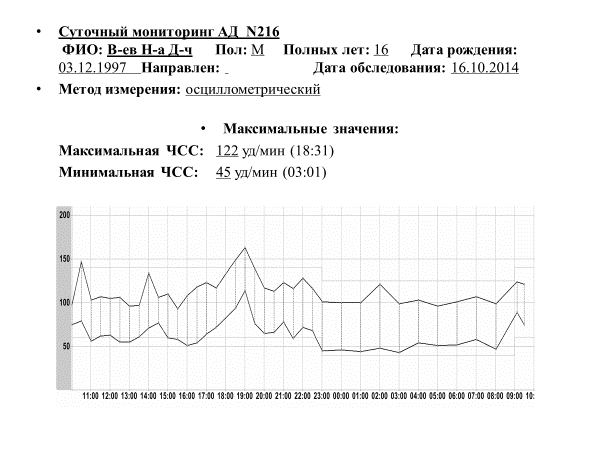 • Суточный мониторинг АД N216
ФИО: В-ев Н-а Д-ч Пол: М Полных лет: 16 Дата рождения:
03.12.1997 Направлен: Дата обследования: 16.10.2014
• Метод измерения: осциллометрический
• Максимальные значения:
Максимальная ЧСС: 122 уд/мин (18:31)
Минимальная ЧСС: 45 уд/мин (03:01)
200
150
100
50
11:00 12:00 13:00 14:00 15:00 16:00 17:00 18:00 19:00 20:00 21:00 22:00 23:00 00:00 01:00 02:00 03:00 04:00 05:00 06:00 07:00 08:00 09:00 10: